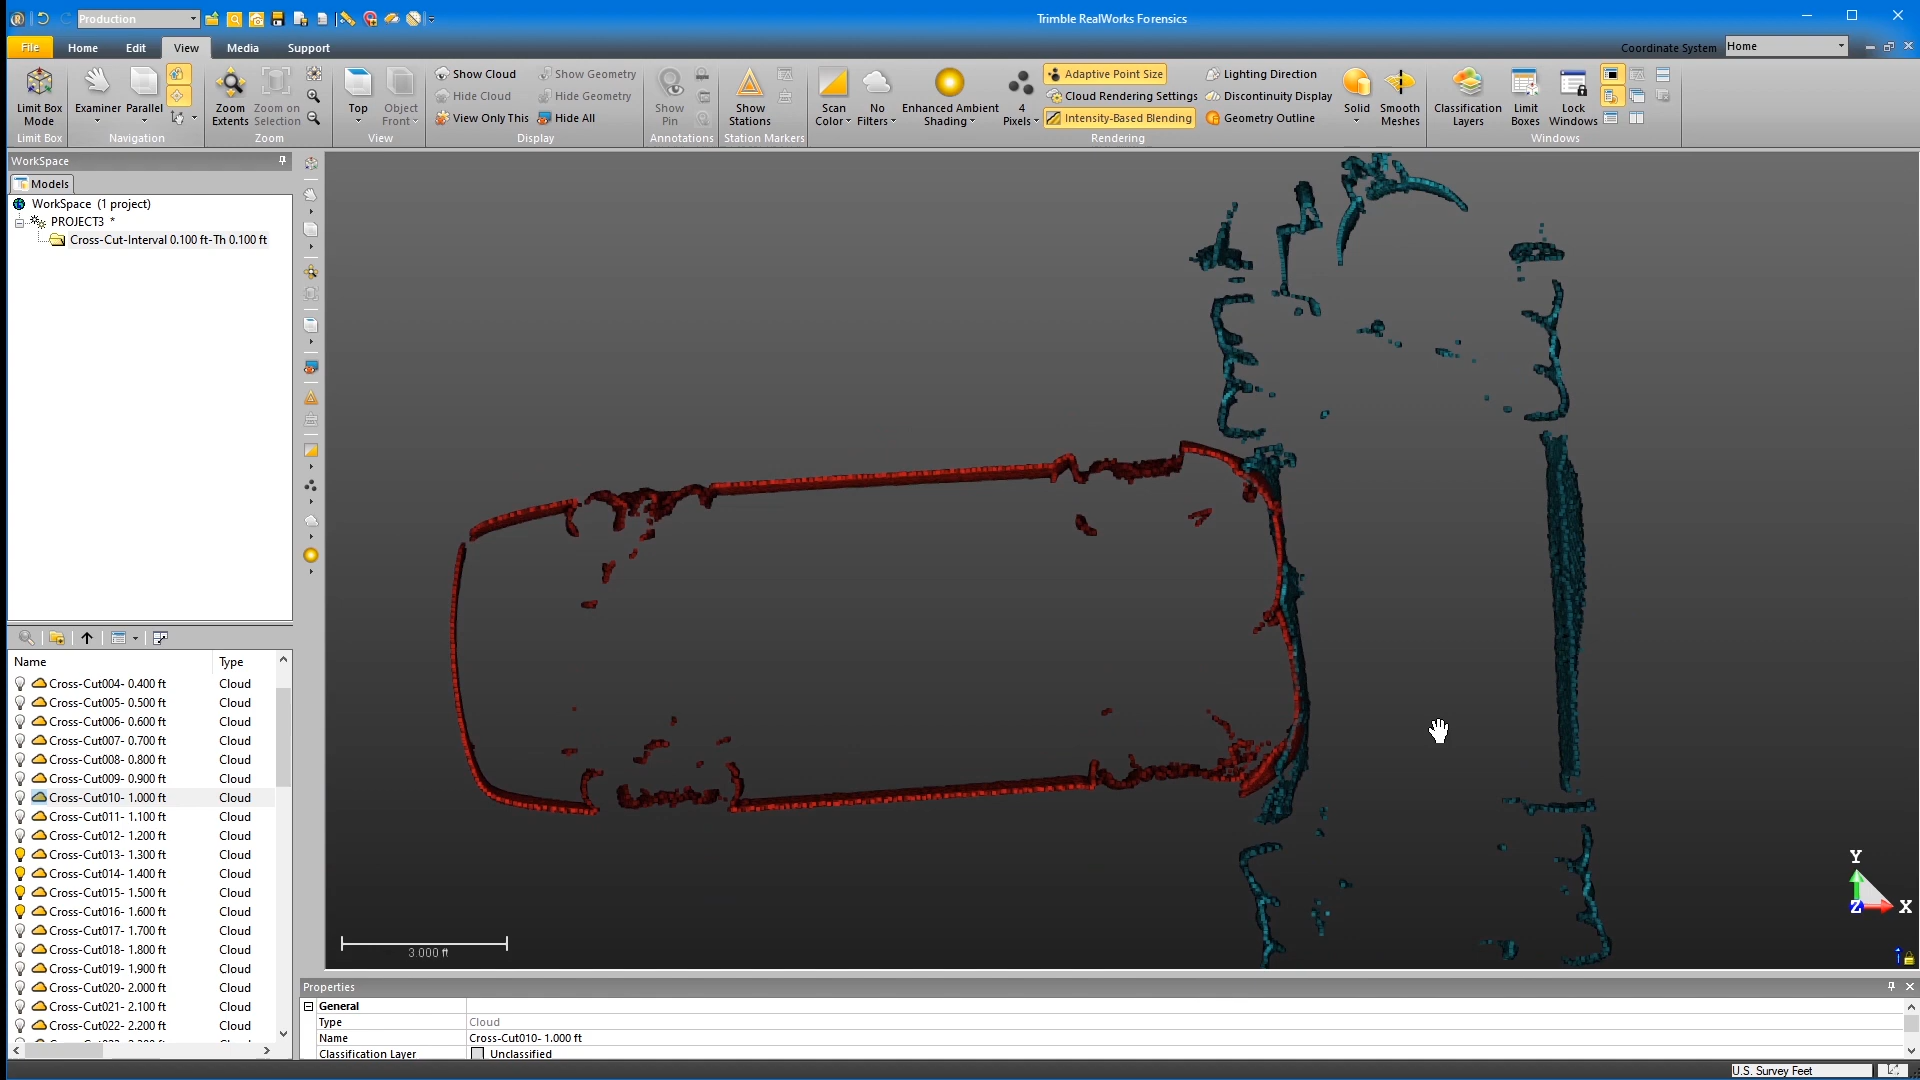 Production
Trimble RealWorks Forensics
File
Home
Edit
View
Media
Support
Coordinate System
Home
Limit Box Mode
Limit Box
Examiner
Parallel
Navigation
Zoom Extents
Zoom on Selection
Zoom
Top
Object Front
View
Show Cloud
Hide Cloud
View Only This
Show Geometry
Hide Geometry
Hide All
Display
Show Pin
Annotations
Show Stations
Station Markers
Scan Color
No Filters
Enhanced Ambient Shading
4 Pixels
Adaptive Point Size
Cloud Rendering Settings
Intensity-Based Blending
Lighting Direction
Discontinuity Display
Geometry Outline
Rendering
Solid
Smooth Meshes
Classification Layers
Limit Boxes
Lock Windows
Windows
WorkSpace
Models
WorkSpace (1 project)
PROJECT3 *
Cross-Cut-Interval 0.100 ft-Th 0.100 ft
Name Type
Cross-Cut004- 0.400 ft Cloud
Cross-Cut005- 0.500 ft Cloud
Cross-Cut006- 0.600 ft Cloud
Cross-Cut007- 0.700 ft Cloud
Cross-Cut008- 0.800 ft Cloud
Cross-Cut009- 0.900 ft Cloud
Cross-Cut010- 1.000 ft Cloud
Cross-Cut011- 1.100 ft Cloud
Cross-Cut012- 1.200 ft Cloud
Cross-Cut013- 1.300 ft Cloud
Cross-Cut014- 1.400 ft Cloud
Cross-Cut015- 1.500 ft Cloud
Cross-Cut016- 1.600 ft Cloud
Cross-Cut017- 1.700 ft Cloud
Cross-Cut018- 1.800 ft Cloud
Cross-Cut019- 1.900 ft Cloud
Cross-Cut020- 2.000 ft Cloud
Cross-Cut021- 2.100 ft Cloud
Cross-Cut022- 2.200 ft Cloud
3.000 ft
Y
Z
X
Properties
General
Type Cloud
Name Cross-Cut010- 1.000 ft
Classification Layer Unclassified
U.S. Survey Feet